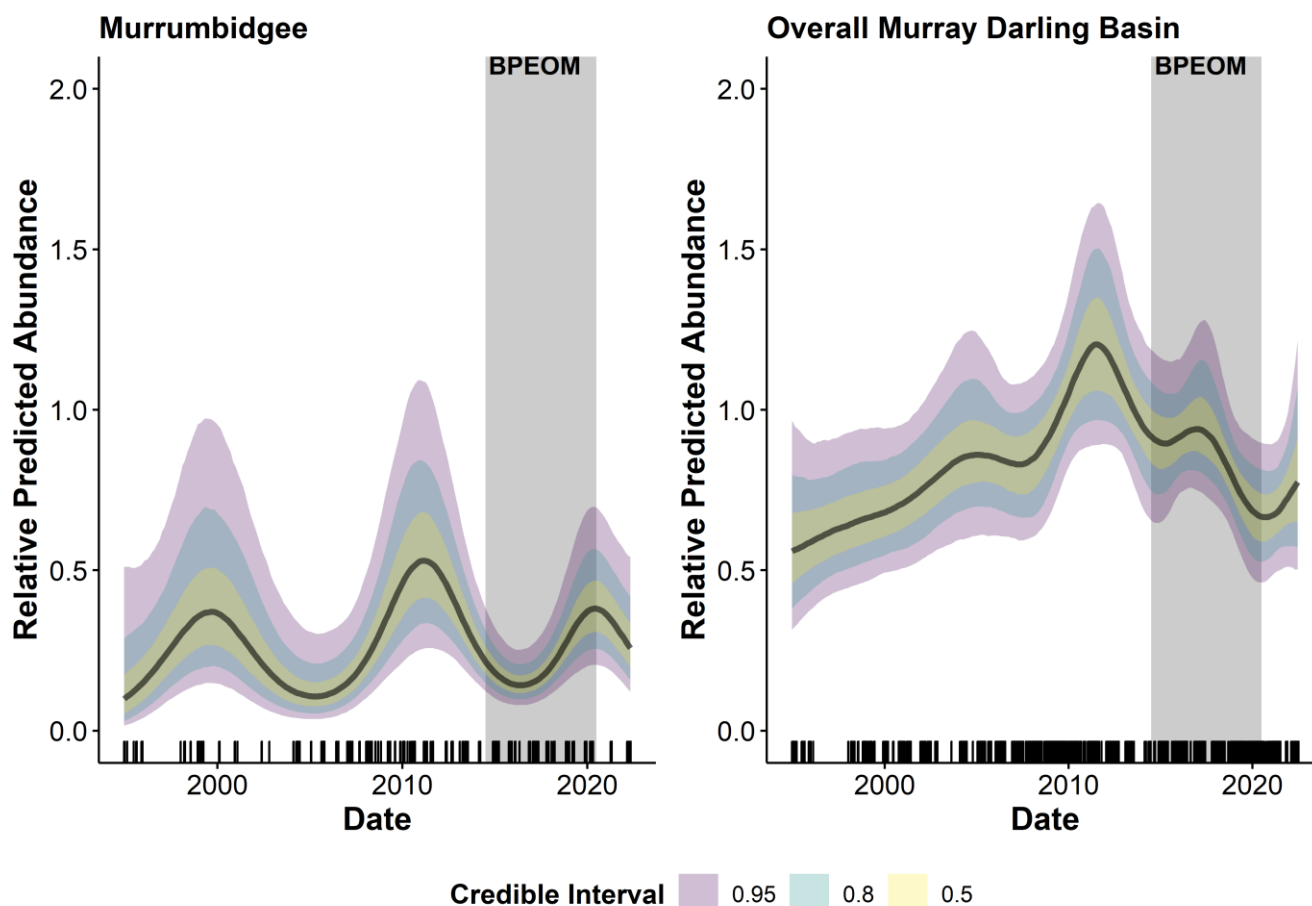 Murrumbidgee
BPEOM
2.0
1.5
1.0
0.5
0.0
Relative Predicted Abundance
2000 2010 2020
Date
Overall Murray Darling Basin
BPEOM
2.0
1.5
1.0
0.5
0.0
Relative Predicted Abundance
2000 2010 2020
Date
Credible Interval 0.95 0.8 0.5